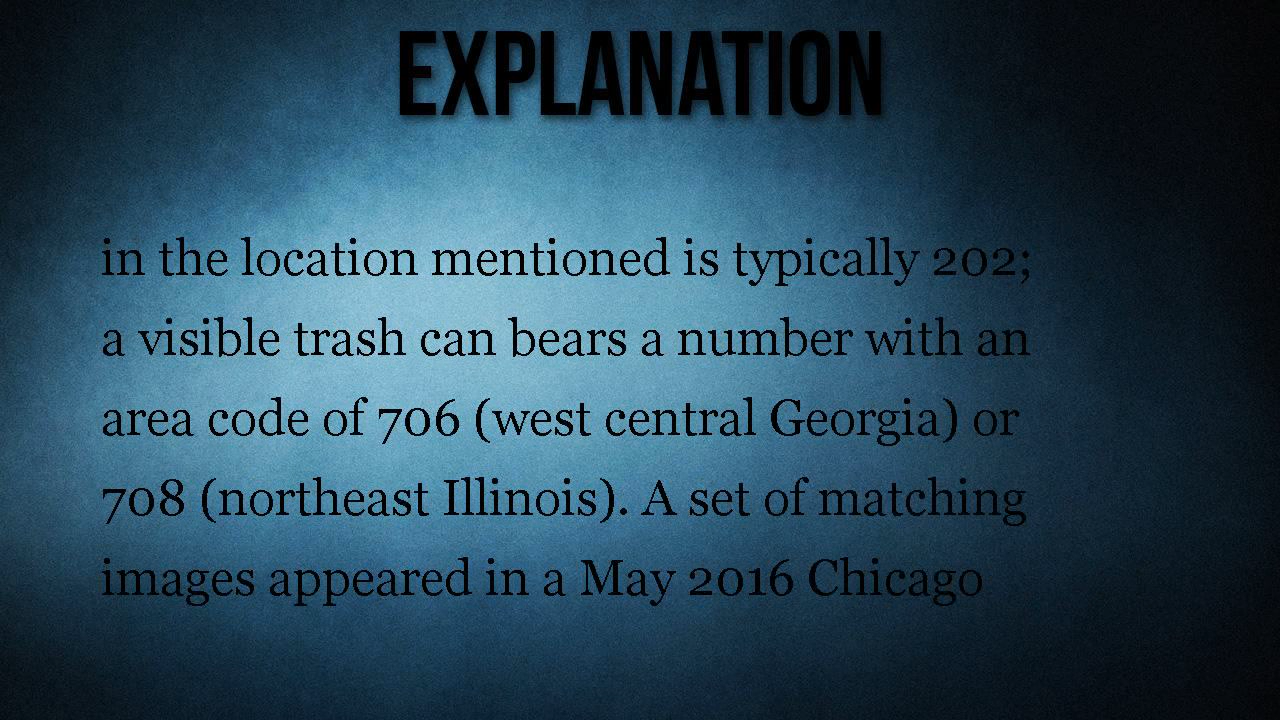 EXPLANATION
in the location mentioned is typically 202;
a visible trash can bears a number with an
area code of 706 (west central Georgia) or
708 (northeast Illinois). A set of matching
images appeared in a May 2016 Chicago